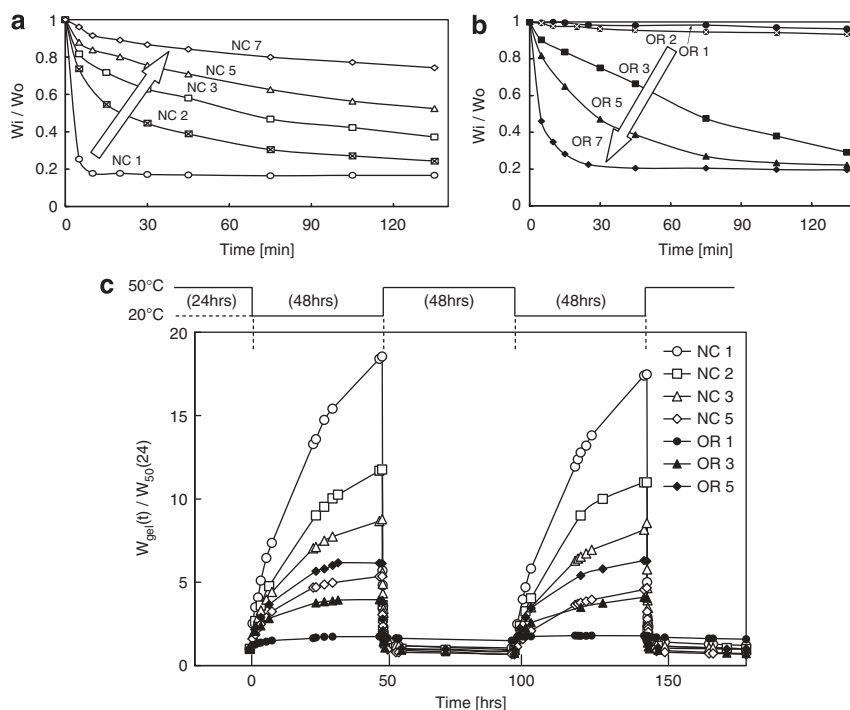 a
Wi / Wo
1
0.8
0.6
0.4
0.2
0
NC 7
NC 5
NC 3
NC 2
NC 1
0 30 60 90 120
Time [min]
b
Wi / Wo
1
0.8
0.6
0.4
0.2
0
OR 2
OR 1
OR 3
OR 5
OR 7
0 30 60 90 120
Time [min]
c
50°C
20°C
(24hrs) (48hrs) (48hrs) (48hrs)
Wgel(t) / W50(24)
20
15
10
5
0
NC 1
NC 2
NC 3
NC 5
OR 1
OR 3
OR 5
0 50 100 150
Time [hrs]